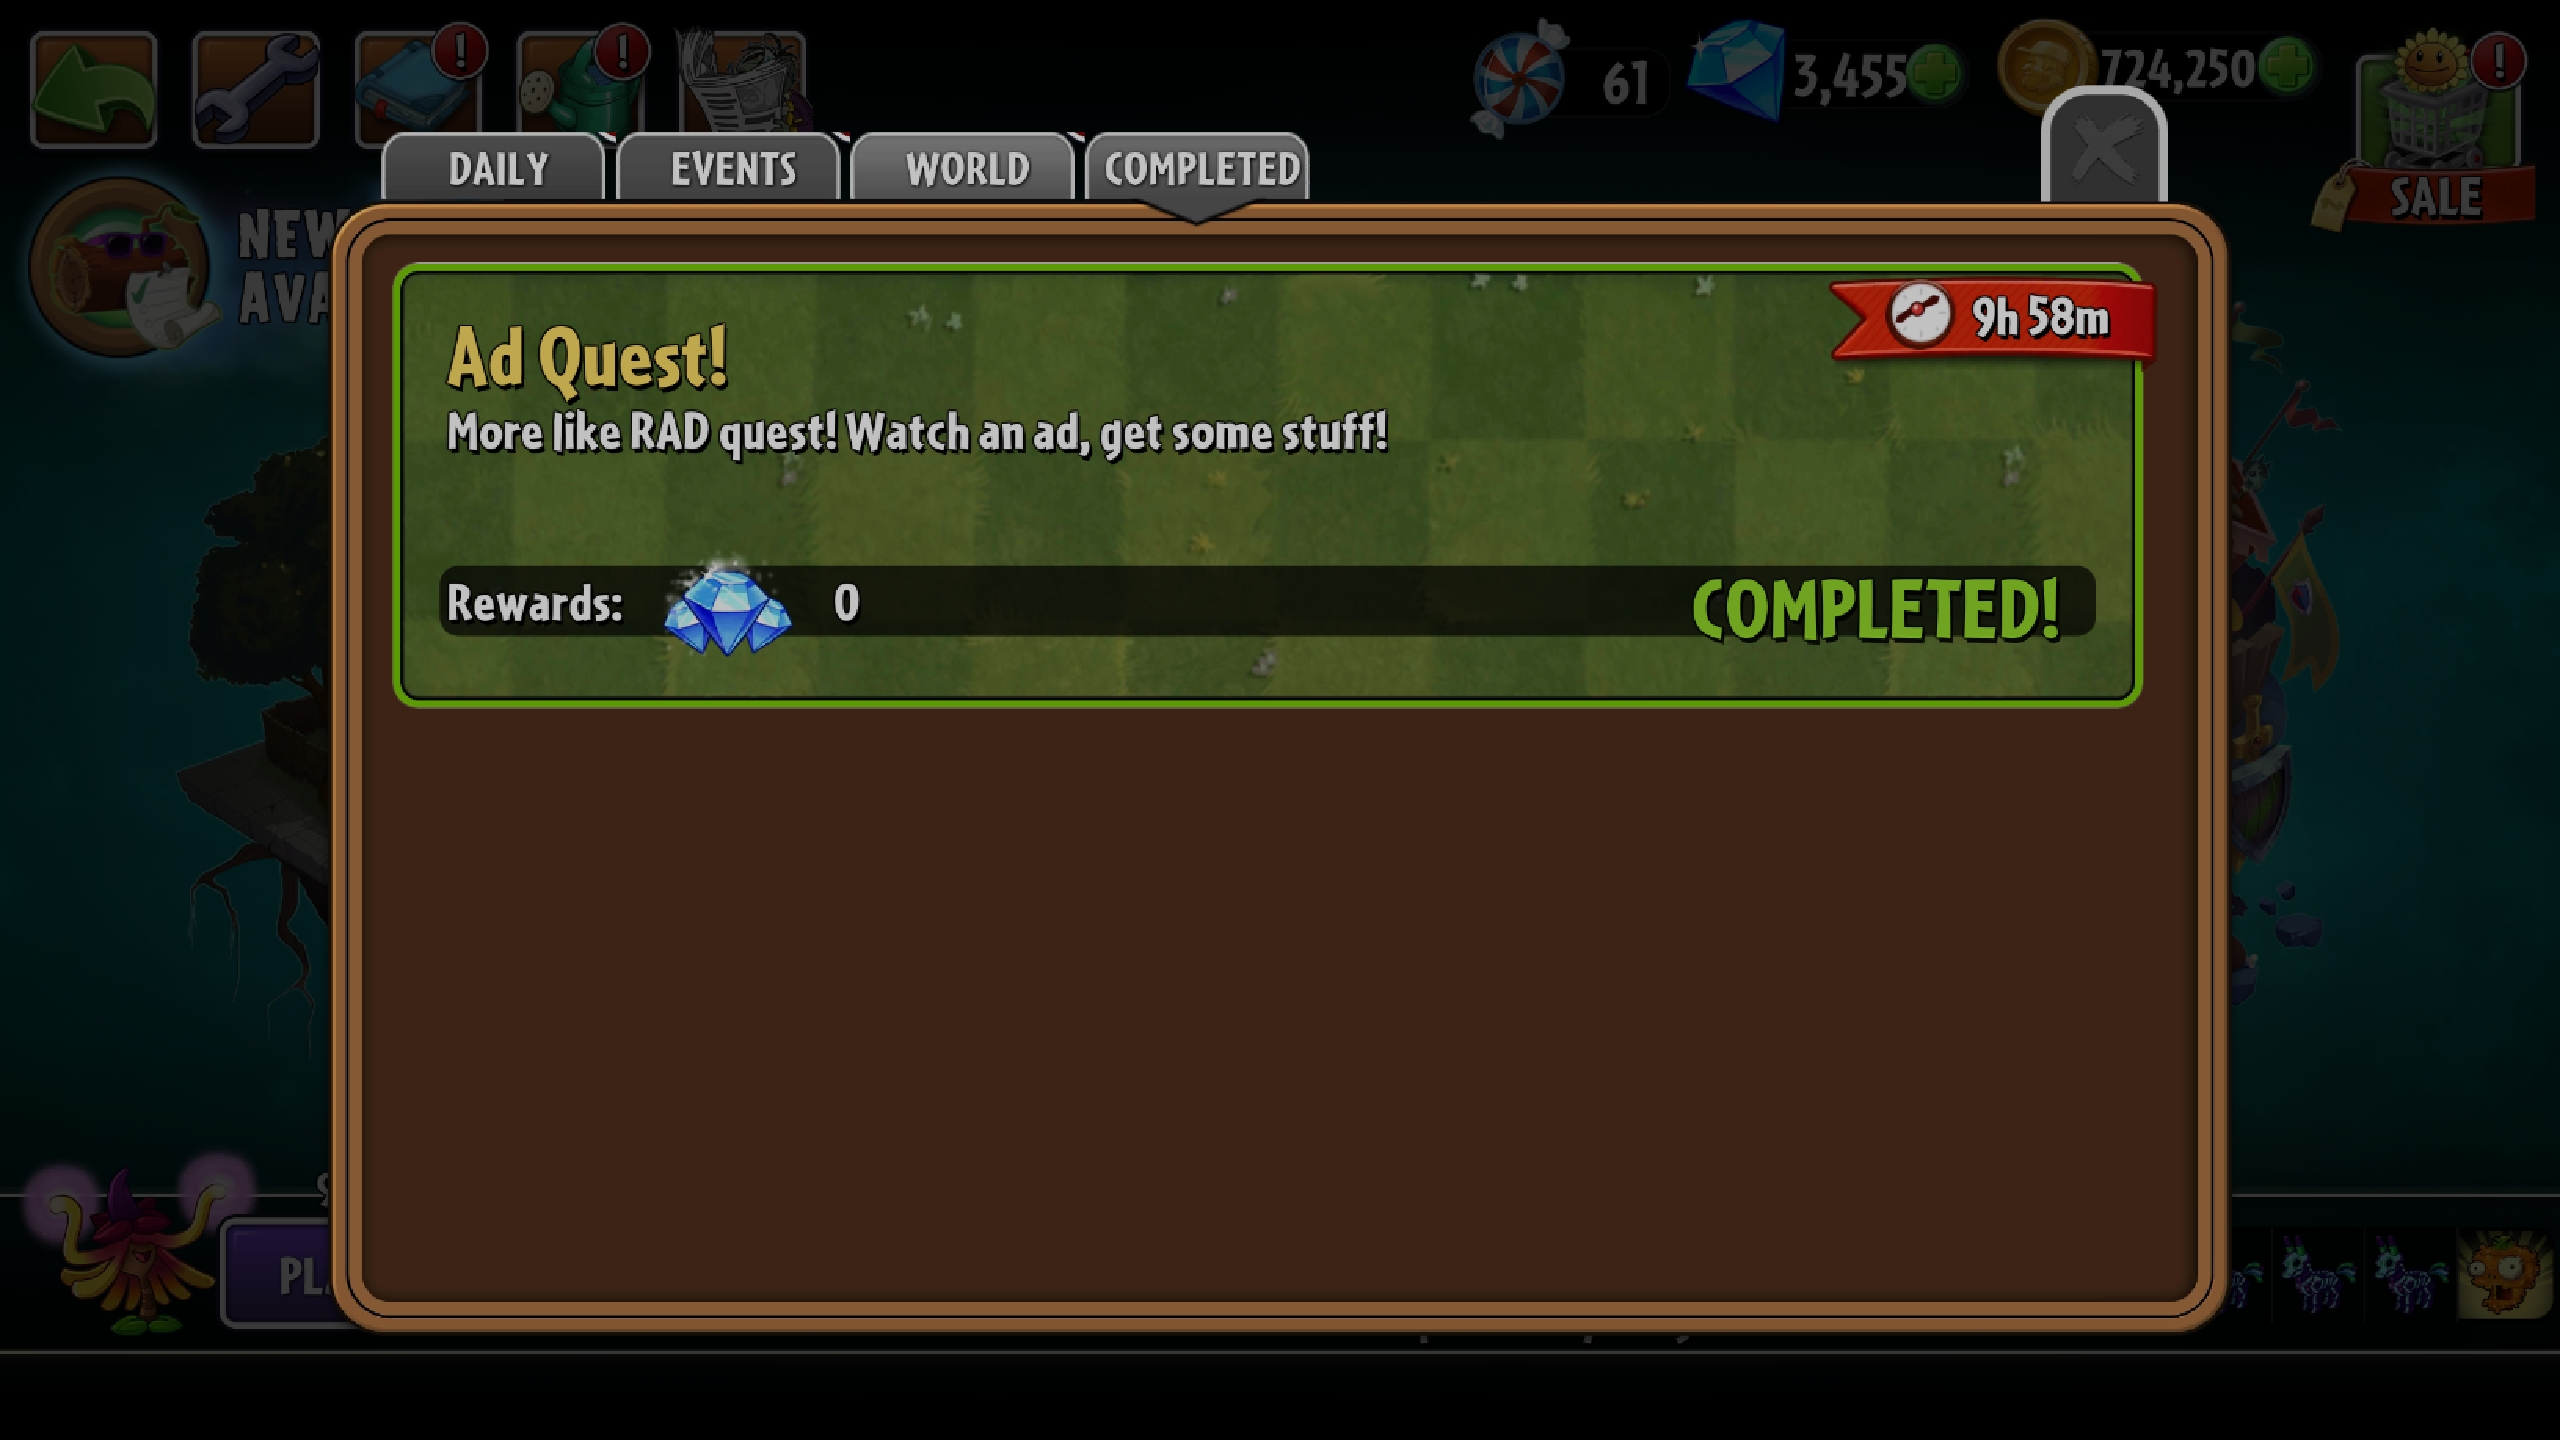 61
3,455
724,250
DAILY
EVENTS
WORLD
COMPLETED
SALE
NEW
9h 58m
Ad Quest!
More like RAD quest! Watch an ad, get some stuff!
Rewards:
0
COMPLETED!